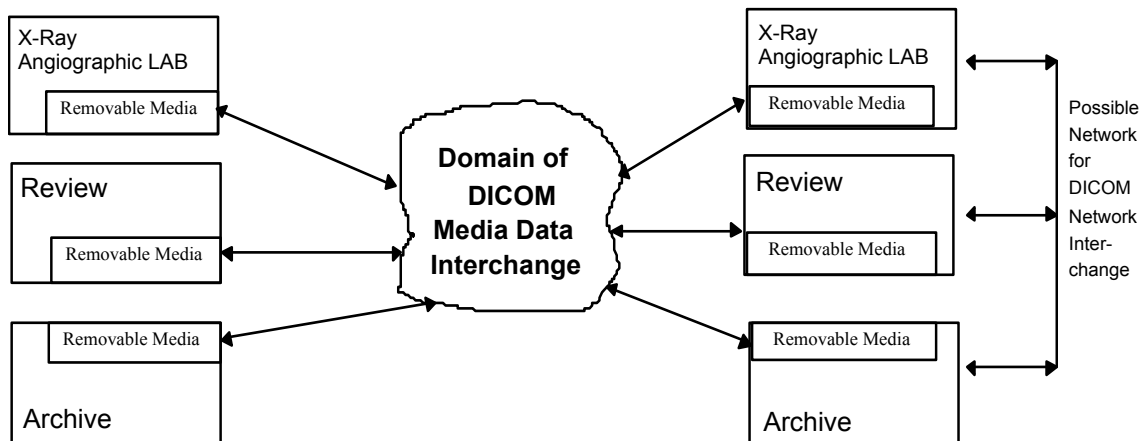 X-Ray
Angiographic LAB
Removable Media
Review
Removable Media
Removable Media
Archive
Domain of
DICOM
Media Data
Interchange
X-Ray
Angiographic LAB
Removable Media
Review
Removable Media
Removable Media
Archive
Possible
Network
for
DICOM
Network
Inter-
change